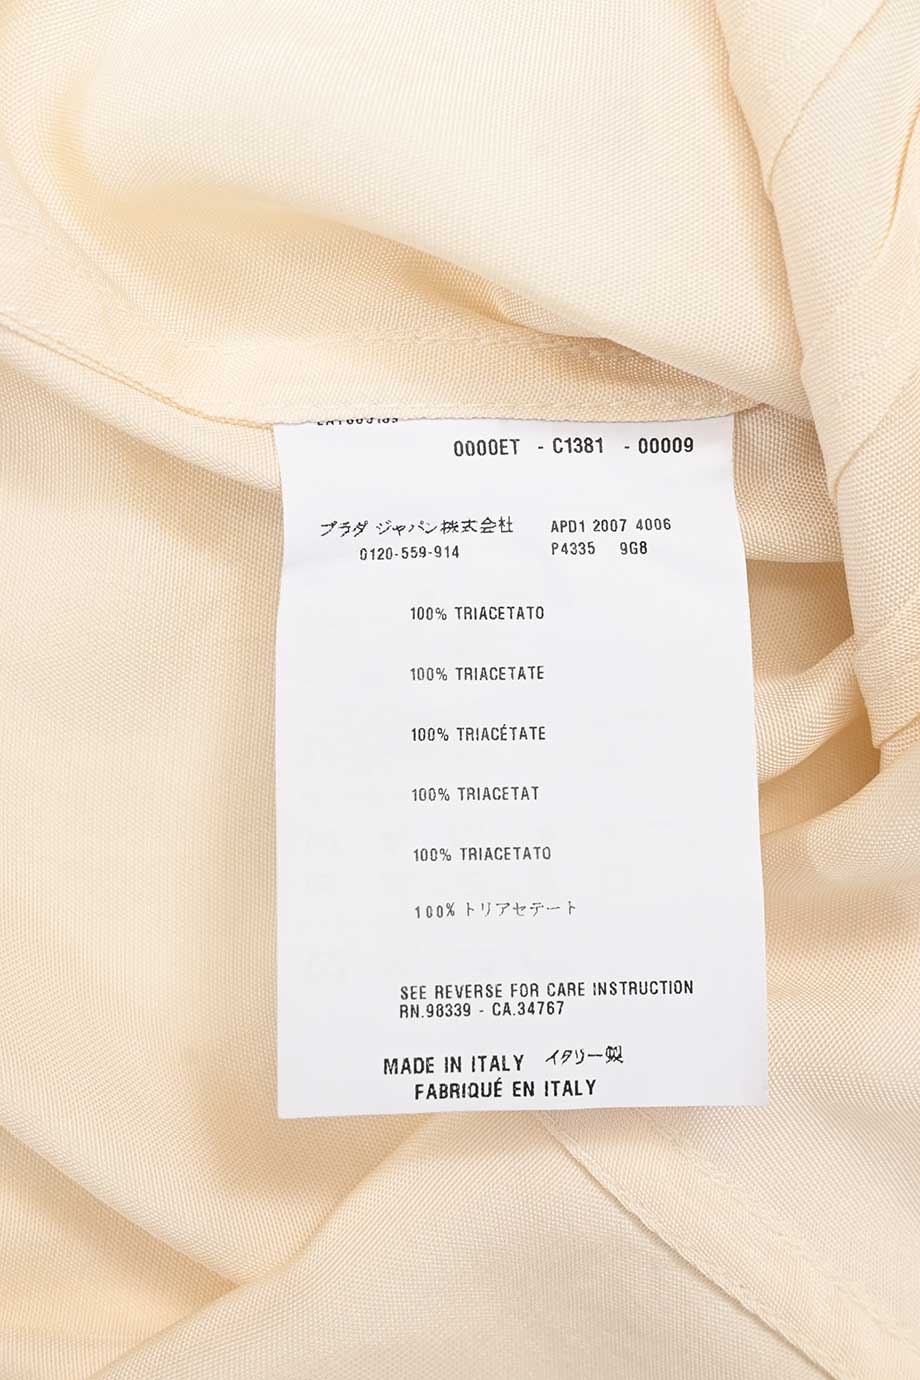 0000ET - C1381 - 00009
プラダ ジャパン株式会社 APD1 2007 4006
0120-559-914 P4335 9G8
100% TRIACETATO
100% TRIACETATE
100% TRIACÉTATE
100% TRIACETAT
100% TRIACETATO
100% トリアセテート
SEE REVERSE FOR CARE INSTRUCTION
RN.98339 - CA.34767
MADE IN ITALY イタリー製
FABRIQUÉ EN ITALY